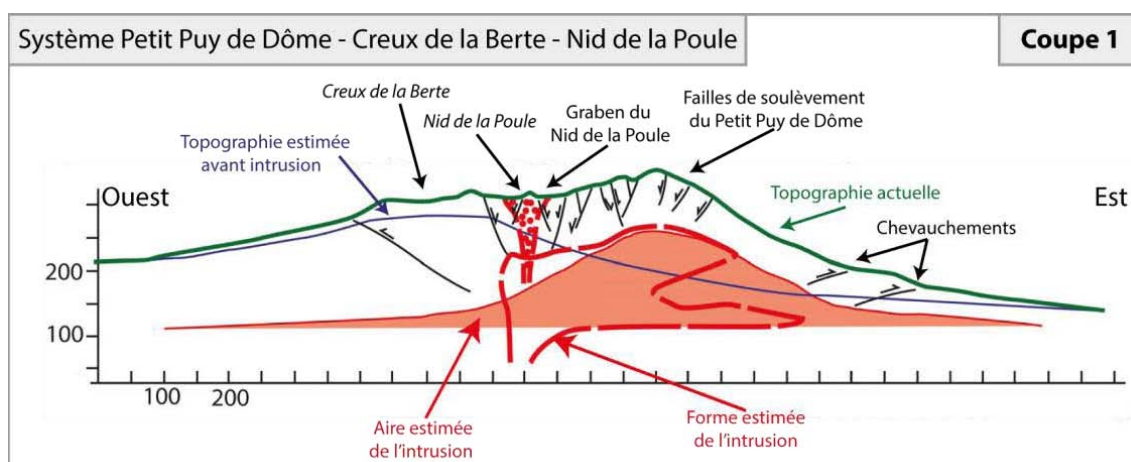 Système Petit Puy de Dôme - Creux de la Berte - Nid de la Poule
Coupe 1
Creux de la Berte
Nid de la Poule
Graben du
Nid de la Poule
Failles de soulèvement
du Petit Puy de Dôme
Topographie estimée
avant intrusion
Ouest
Topographie actuelle
Est
Chevauchements
200
100
100
200
Aire estimée
de l'intrusion
Forme estimée
de l'intrusion